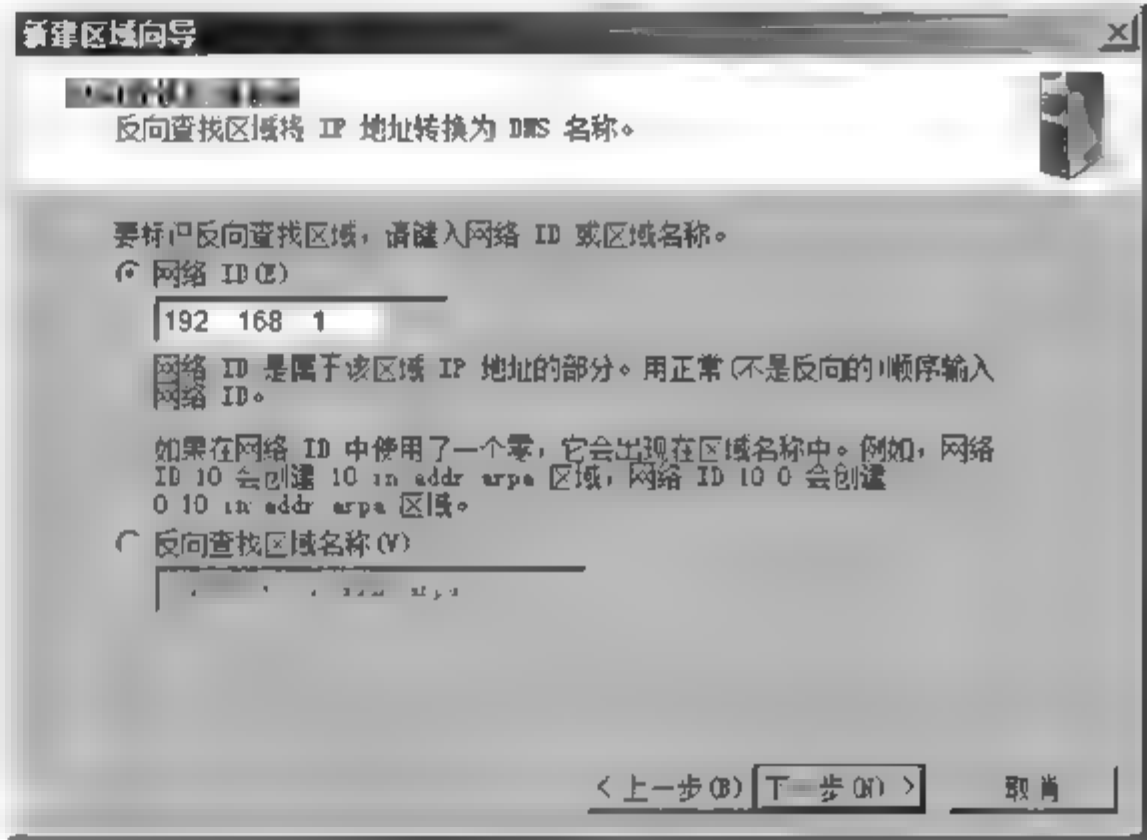 新建区域向导
反向查找区域将 IP 地址转换为 DNS 名称。
要标识反向查找区域，请键入网络 ID 或区域名称。
网络 ID(E)
192 168 1
网络 ID 是属于该区域 IP 地址的部分。用正常(不是反向的)顺序输入
网络 ID。
如果在网络 ID 中使用了一个零，它会出现在区域名称中。例如，网络
ID 10 会创建 10 in addr arpa 区域，网络 ID 10 0 会创建
0 10 in addr arpa 区域。
反向查找区域名称(V)
< 上一步(B)
下一步(N) >
取消